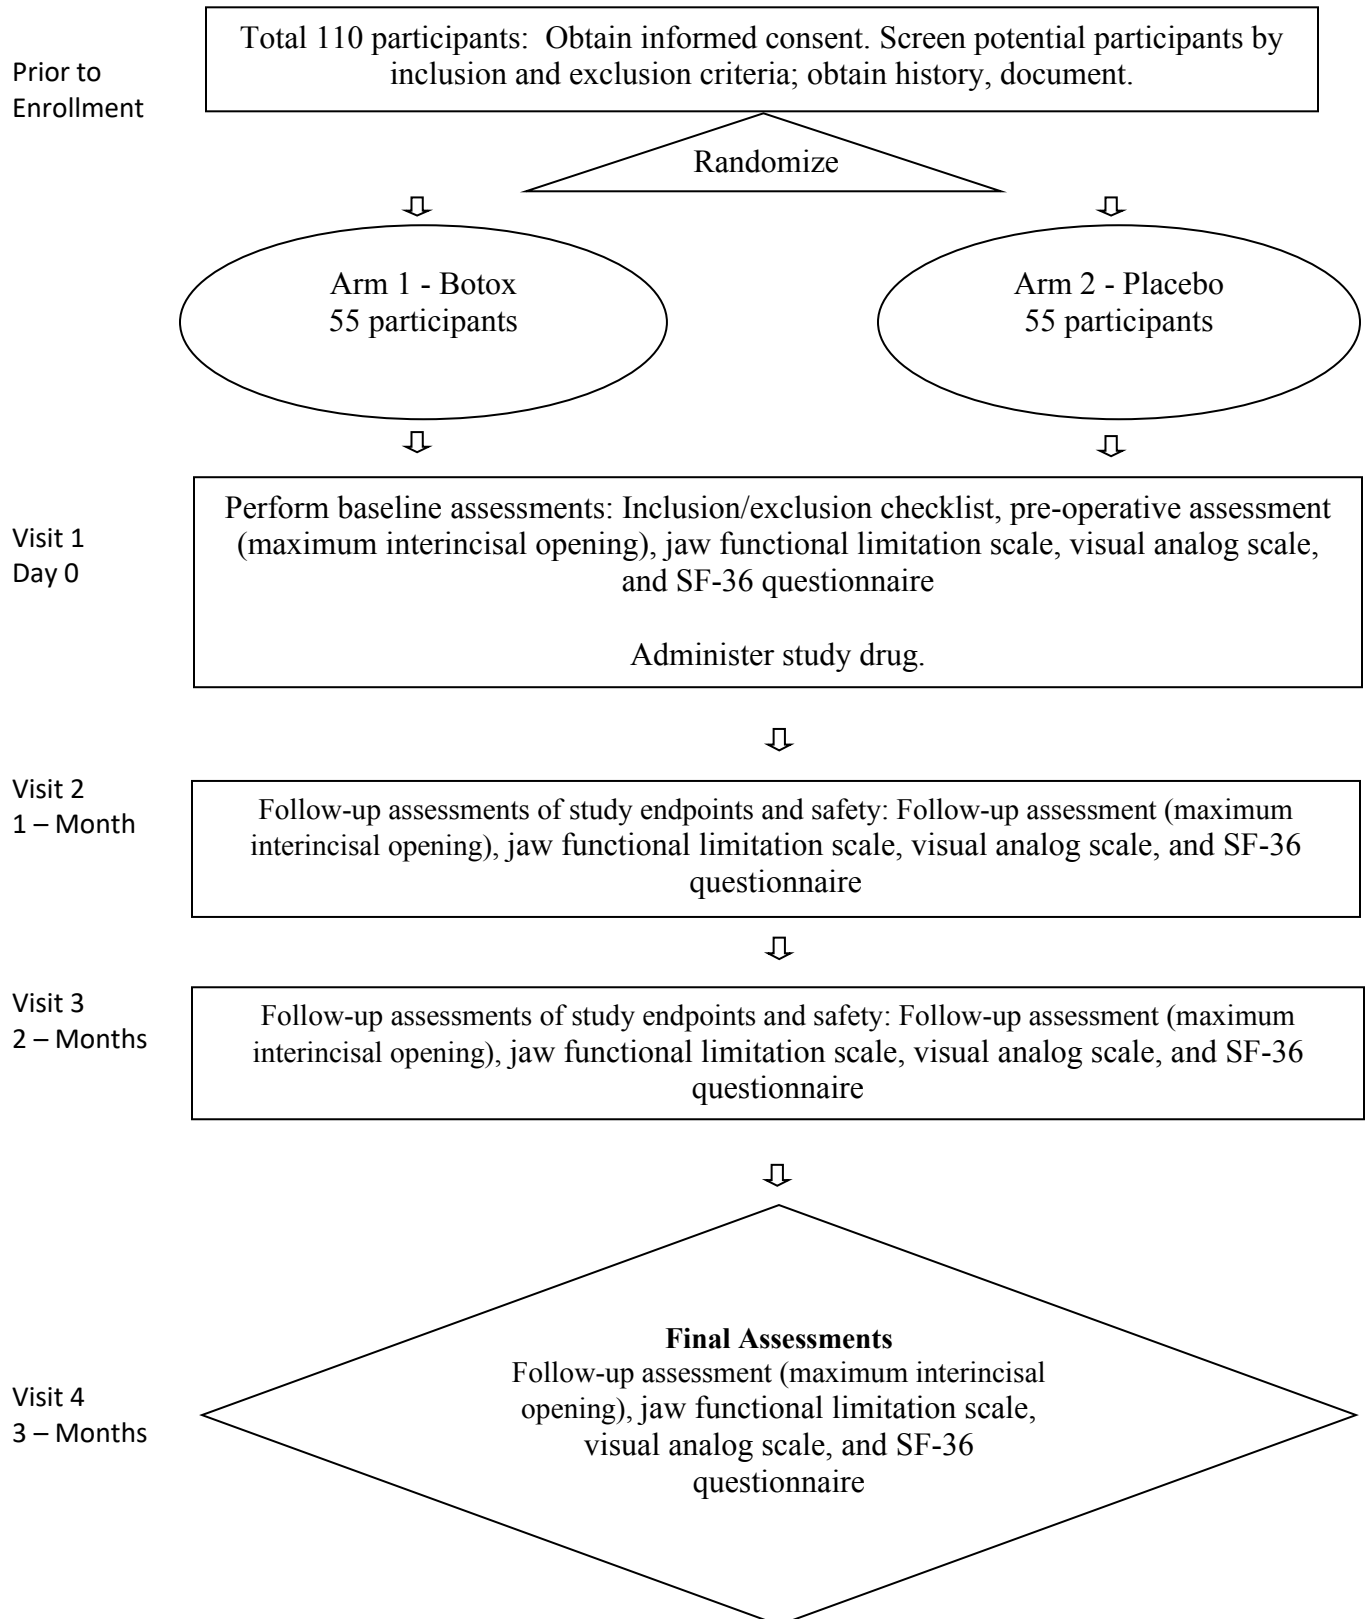 Total 110 participants:  Obtain informed consent. Screen potential participants by
inclusion and exclusion criteria; obtain history, document.
Prior to
Enrollment
Randomize
Arm 1 - Botox
55 participants
Arm 2 - Placebo
55 participants
Visit 1
Day 0
Perform baseline assessments: Inclusion/exclusion checklist, pre-operative assessment
(maximum interincisal opening), jaw functional limitation scale, visual analog scale,
and SF-36 questionnaire
Administer study drug.
Visit 2
1 – Month
Follow-up assessments of study endpoints and safety: Follow-up assessment (maximum
interincisal opening), jaw functional limitation scale, visual analog scale, and SF-36
questionnaire
Visit 3
2 – Months
Follow-up assessments of study endpoints and safety: Follow-up assessment (maximum
interincisal opening), jaw functional limitation scale, visual analog scale, and SF-36
questionnaire
Visit 4
3 – Months
Final Assessments
Follow-up assessment (maximum interincisal
opening), jaw functional limitation scale,
visual analog scale, and SF-36
questionnaire